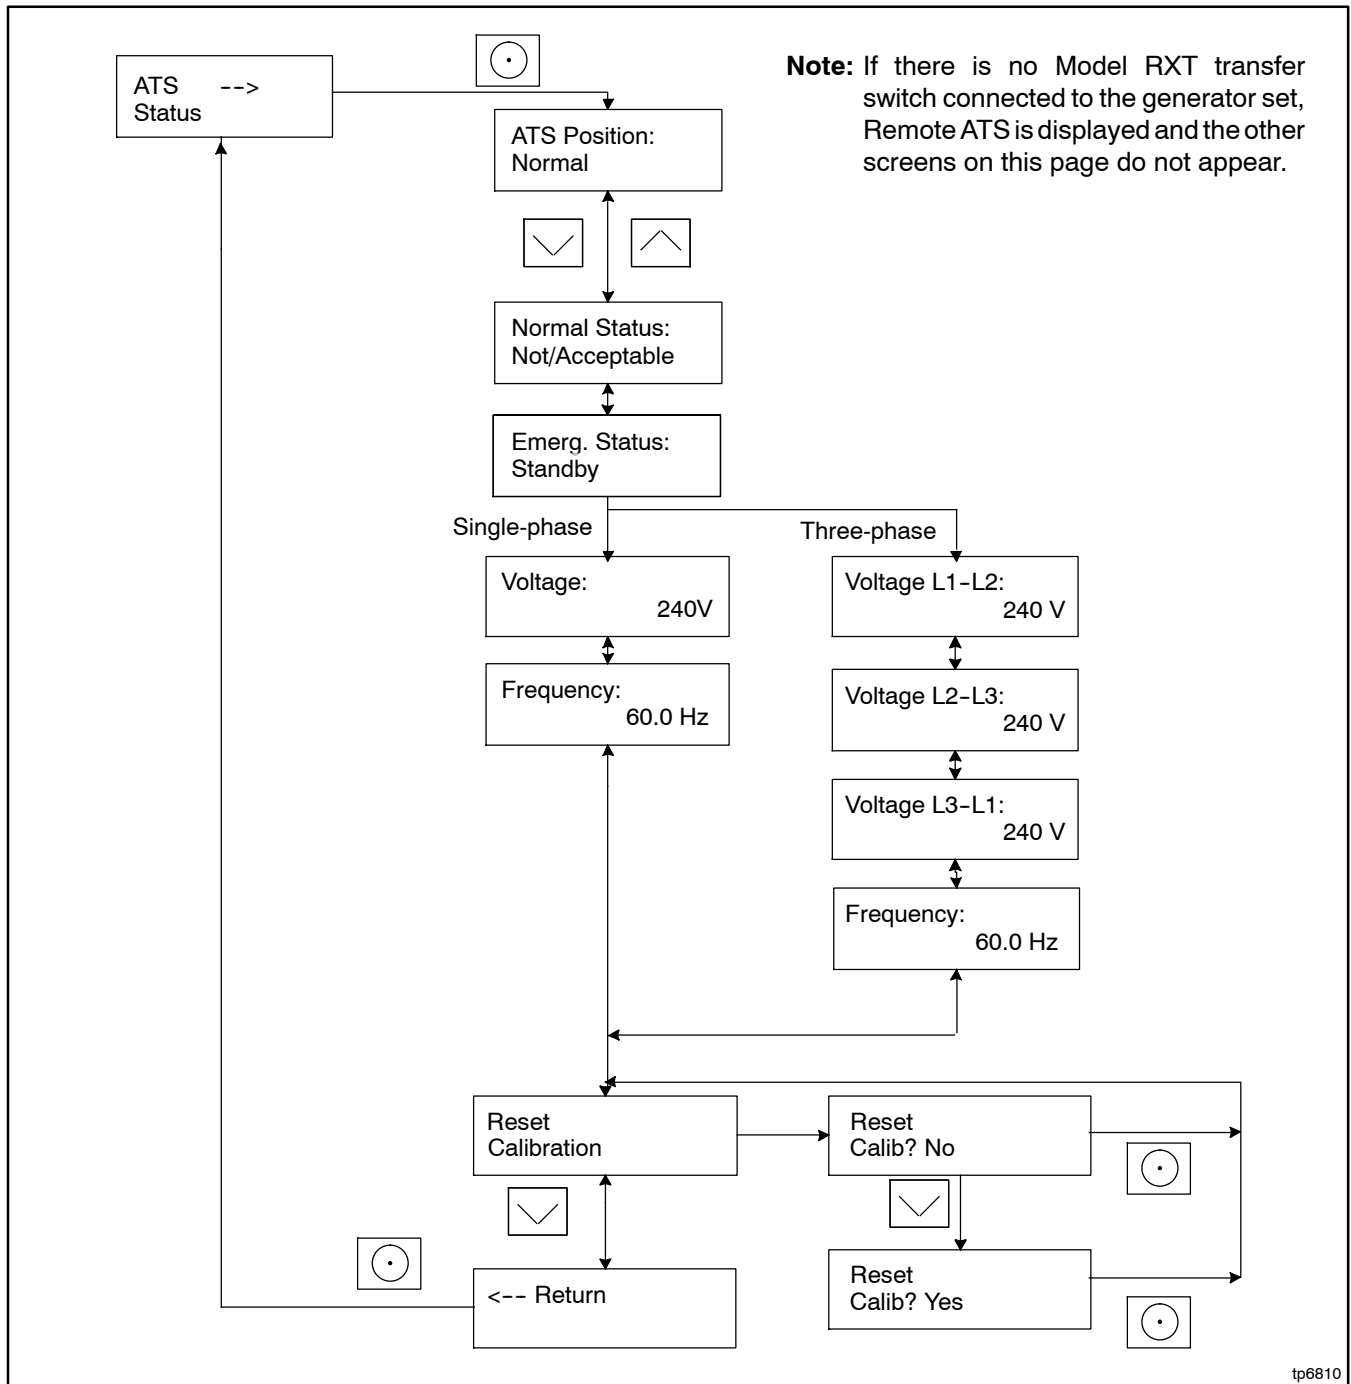 ATS -->
Status
Note: If there is no Model RXT transfer
switch connected to the generator set,
Remote ATS is displayed and the other
screens on this page do not appear.
ATS Position:
Normal
Normal Status:
Not/Acceptable
Emerg. Status:
Standby
Single-phase
Three-phase
Voltage:
240V
Frequency:
60.0 Hz
Voltage L1-L2:
240 V
Voltage L2-L3:
240 V
Voltage L3-L1:
240 V
Frequency:
60.0 Hz
Reset
Calibration
Reset
Calib? No
<-- Return
Reset
Calib? Yes
tp6810